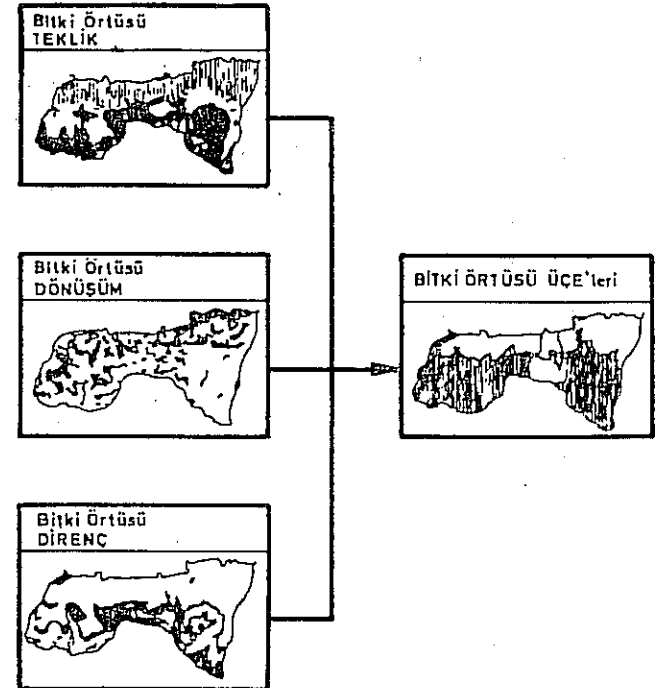 Bitki Örtüsü
TEKLİK
Bitki Örtüsü
DÖNÜŞÜM
BİTKİ ÖRTÜSÜ ÜÇE'leri
Bitki Örtüsü
DİRENÇ